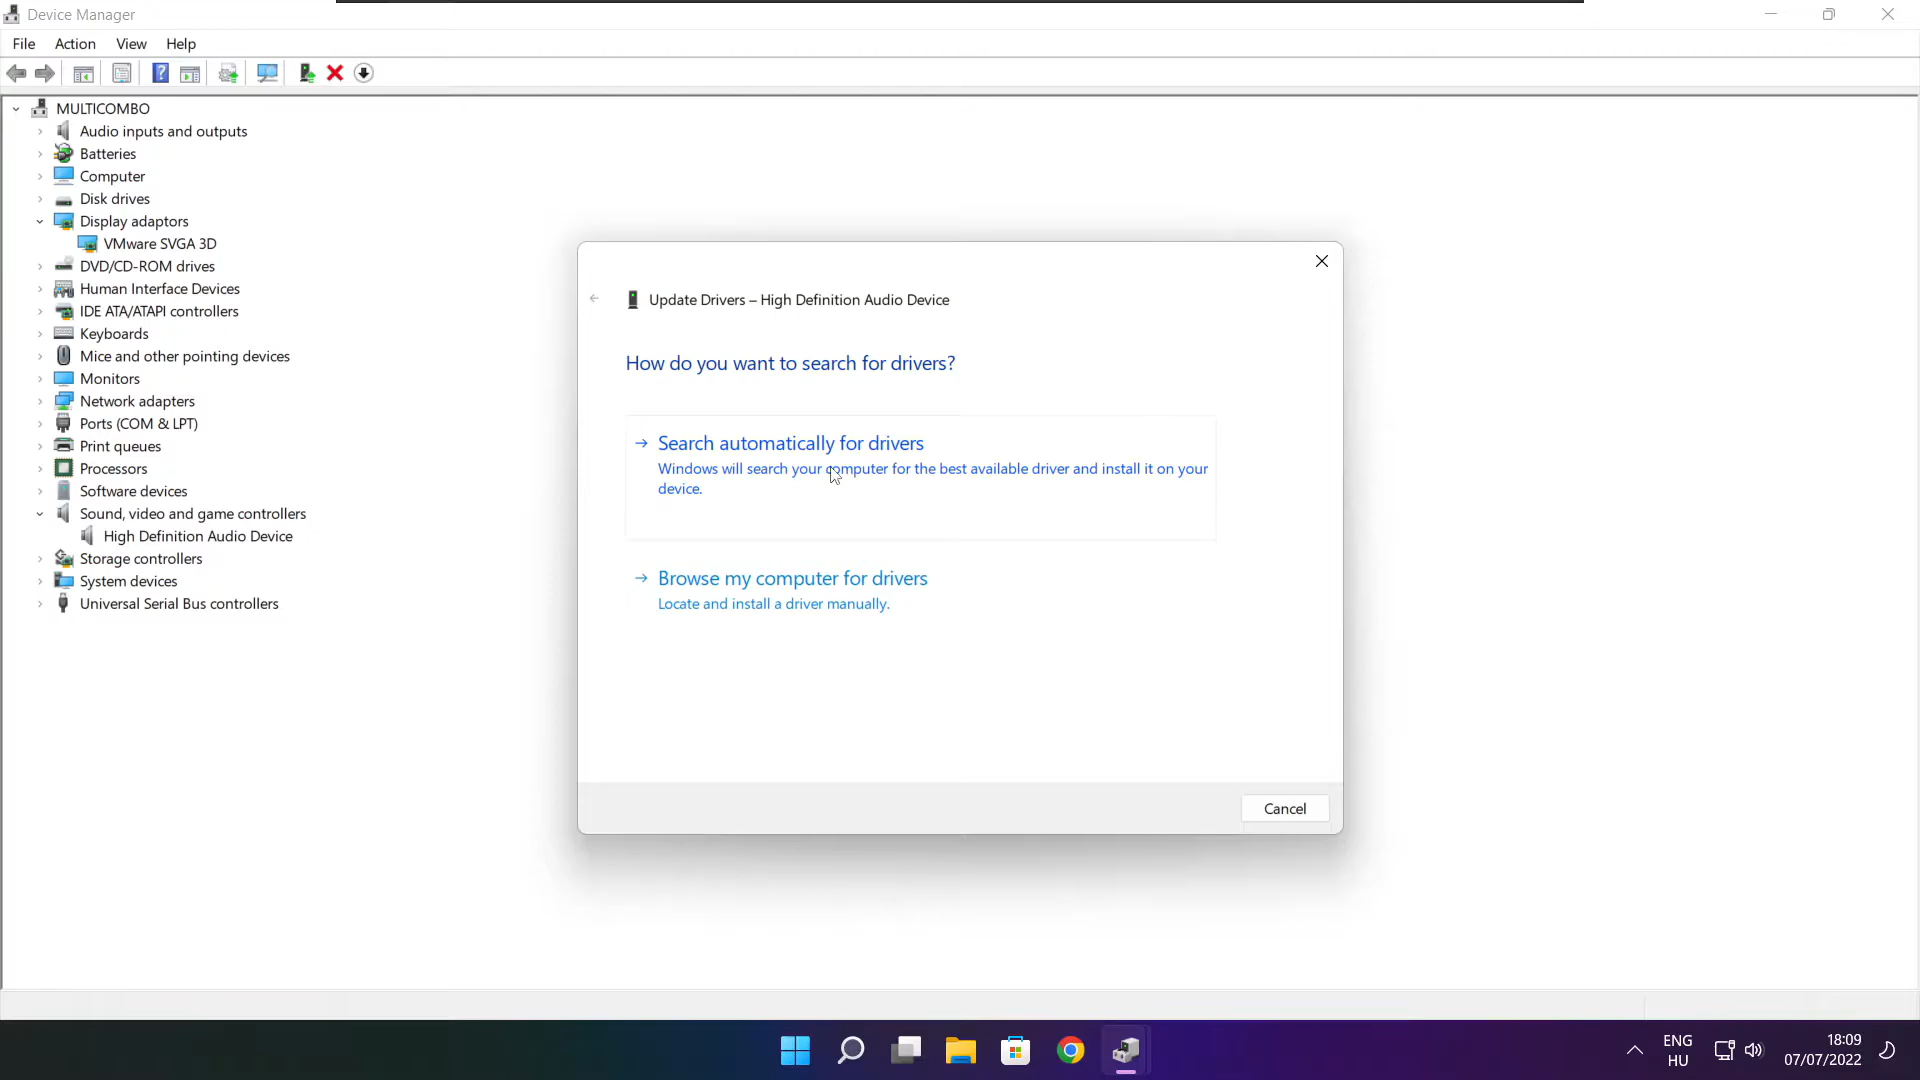 Device Manager
File Action View Help
MULTICOMBO
Audio inputs and outputs
Batteries
Computer
Disk drives
Display adaptors
VMware SVGA 3D
DVD/CD-ROM drives
Human Interface Devices
IDE ATA/ATAPI controllers
Keyboards
Mice and other pointing devices
Monitors
Network adapters
Ports (COM & LPT)
Print queues
Processors
Software devices
Sound, video and game controllers
High Definition Audio Device
Storage controllers
System devices
Universal Serial Bus controllers
Update Drivers – High Definition Audio Device
How do you want to search for drivers?
Search automatically for drivers
Windows will search your computer for the best available driver and install it on your
device.
Browse my computer for drivers
Locate and install a driver manually.
Cancel
ENG
HU
18:09
07/07/2022